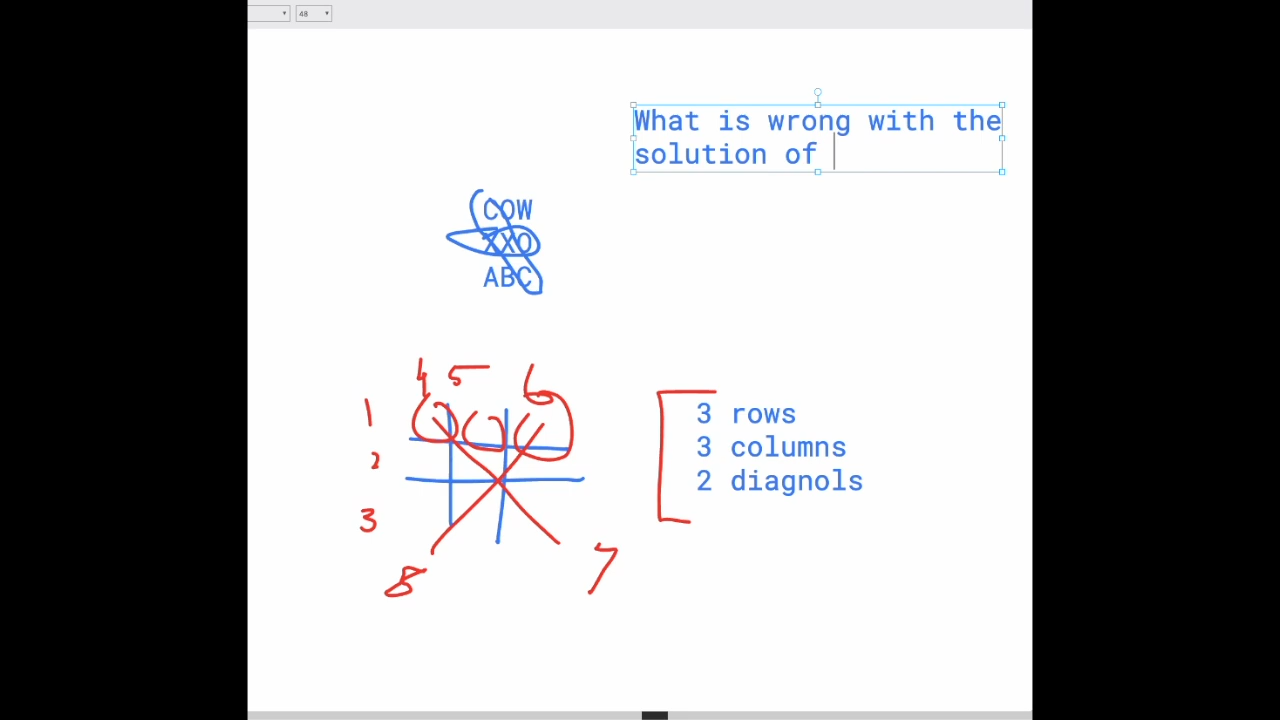 48
What is wrong with the
solution of
COW
XXO
ABC
4 5 6
1
2
3
8
7
3 rows
3 columns
2 diagnols